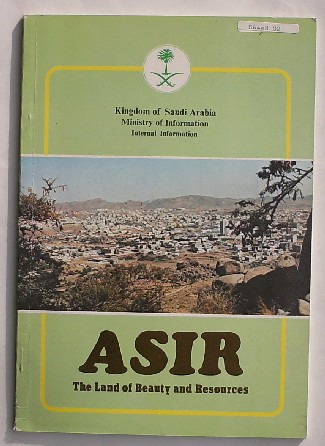 Kingdom of Saudi Arabia
Ministry of Information
Internal Information
ASIR
The Land of Beauty and Resources